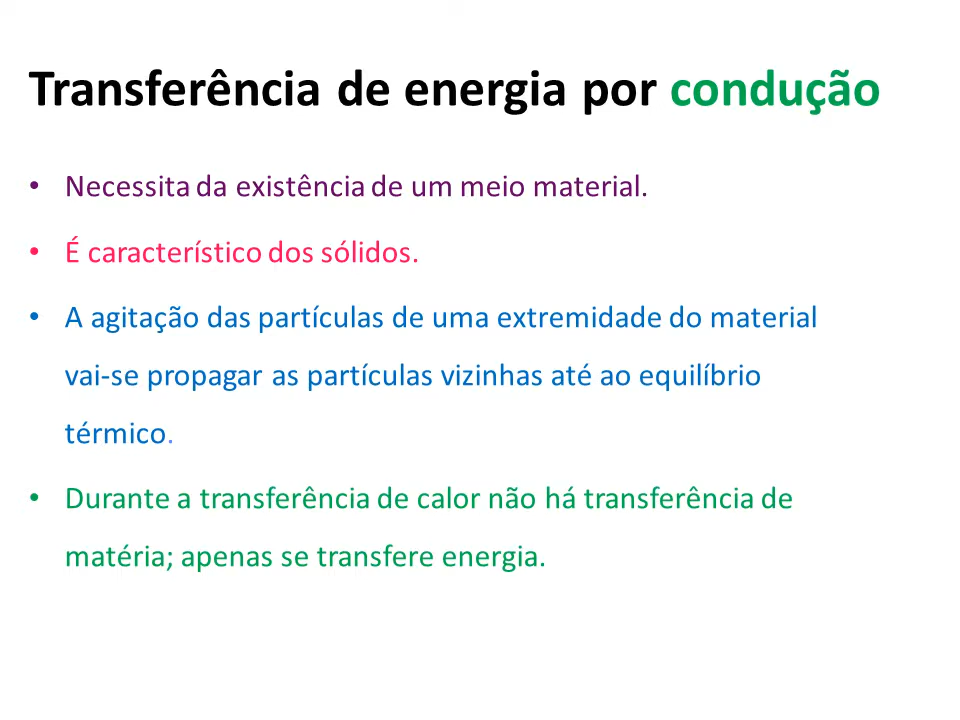 Transferência de energia por condução
• Necessita da existência de um meio material.
• É característico dos sólidos.
• A agitação das partículas de uma extremidade do material
vai-se propagar as partículas vizinhas até ao equilíbrio
térmico.
• Durante a transferência de calor não há transferência de
matéria; apenas se transfere energia.